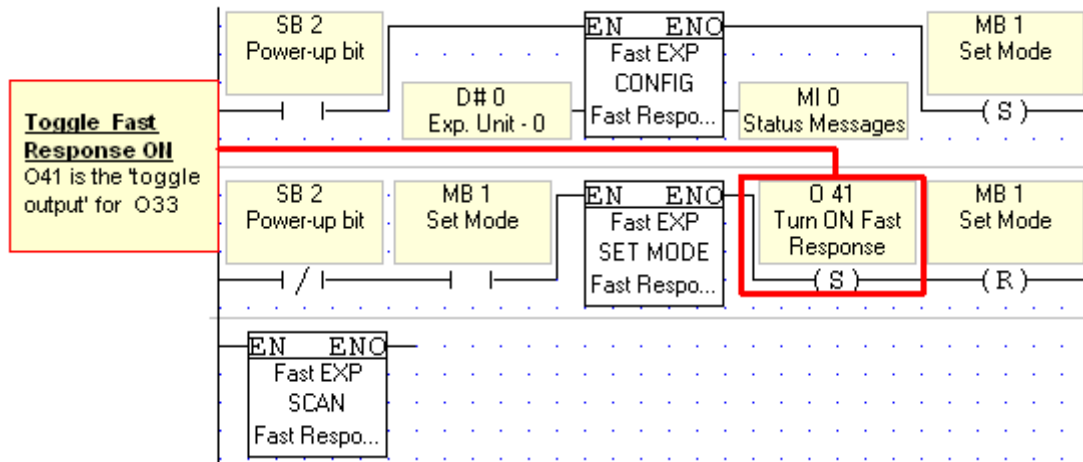 SB 2
Power-up bit
EN ENO
Fast EXP
CONFIG
Fast Respo...
D# 0
Exp. Unit - 0
MI 0
Status Messages
MB 1
Set Mode
( S )
Toggle Fast
Response ON
O41 is the 'toggle
output' for O33
SB 2
Power-up bit
MB 1
Set Mode
EN ENO
Fast EXP
SET MODE
Fast Respo...
O 41
Turn ON Fast
Response
( S )
MB 1
Set Mode
( R )
EN ENO
Fast EXP
SCAN
Fast Respo...